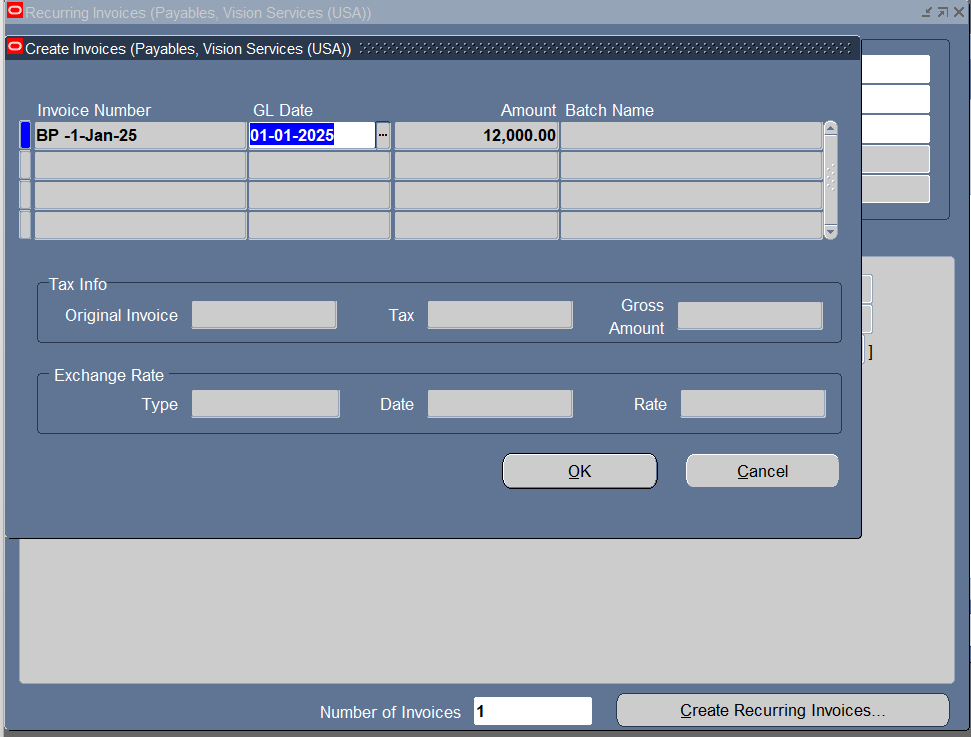 Recurring Invoices (Payables, Vision Services (USA))
Create Invoices (Payables, Vision Services (USA))
Invoice Number GL Date Amount Batch Name
BP -1-Jan-25 01-01-2025 ... 12,000.00
Tax Info
Original Invoice Tax Gross Amount
Exchange Rate
Type Date Rate
]
OK Cancel
Number of Invoices 1 Create Recurring Invoices...